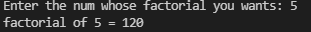 Enter the num whose factorial you wants: 5
factorial of 5 = 120